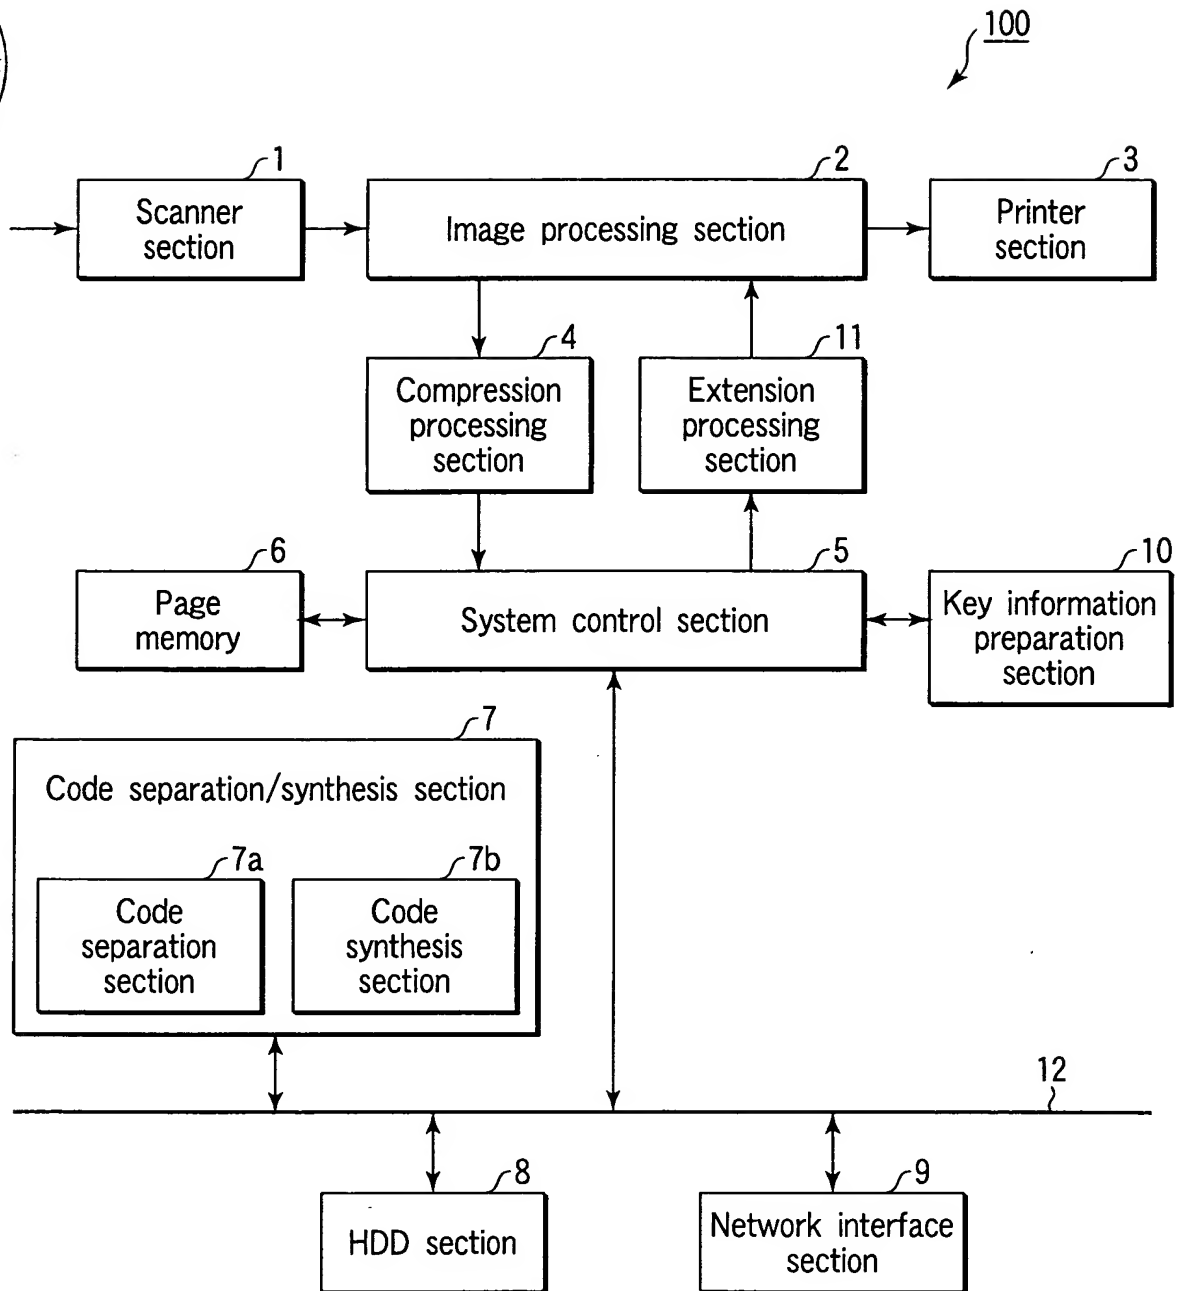 100
1
Scanner
section
2
Image processing section
3
Printer
section
4
Compression
processing
section
11
Extension
processing
section
6
Page
memory
5
System control section
10
Key information
preparation
section
7
Code separation/synthesis section
7a
Code
separation
section
7b
Code
synthesis
section
12
8
HDD section
9
Network interface
section